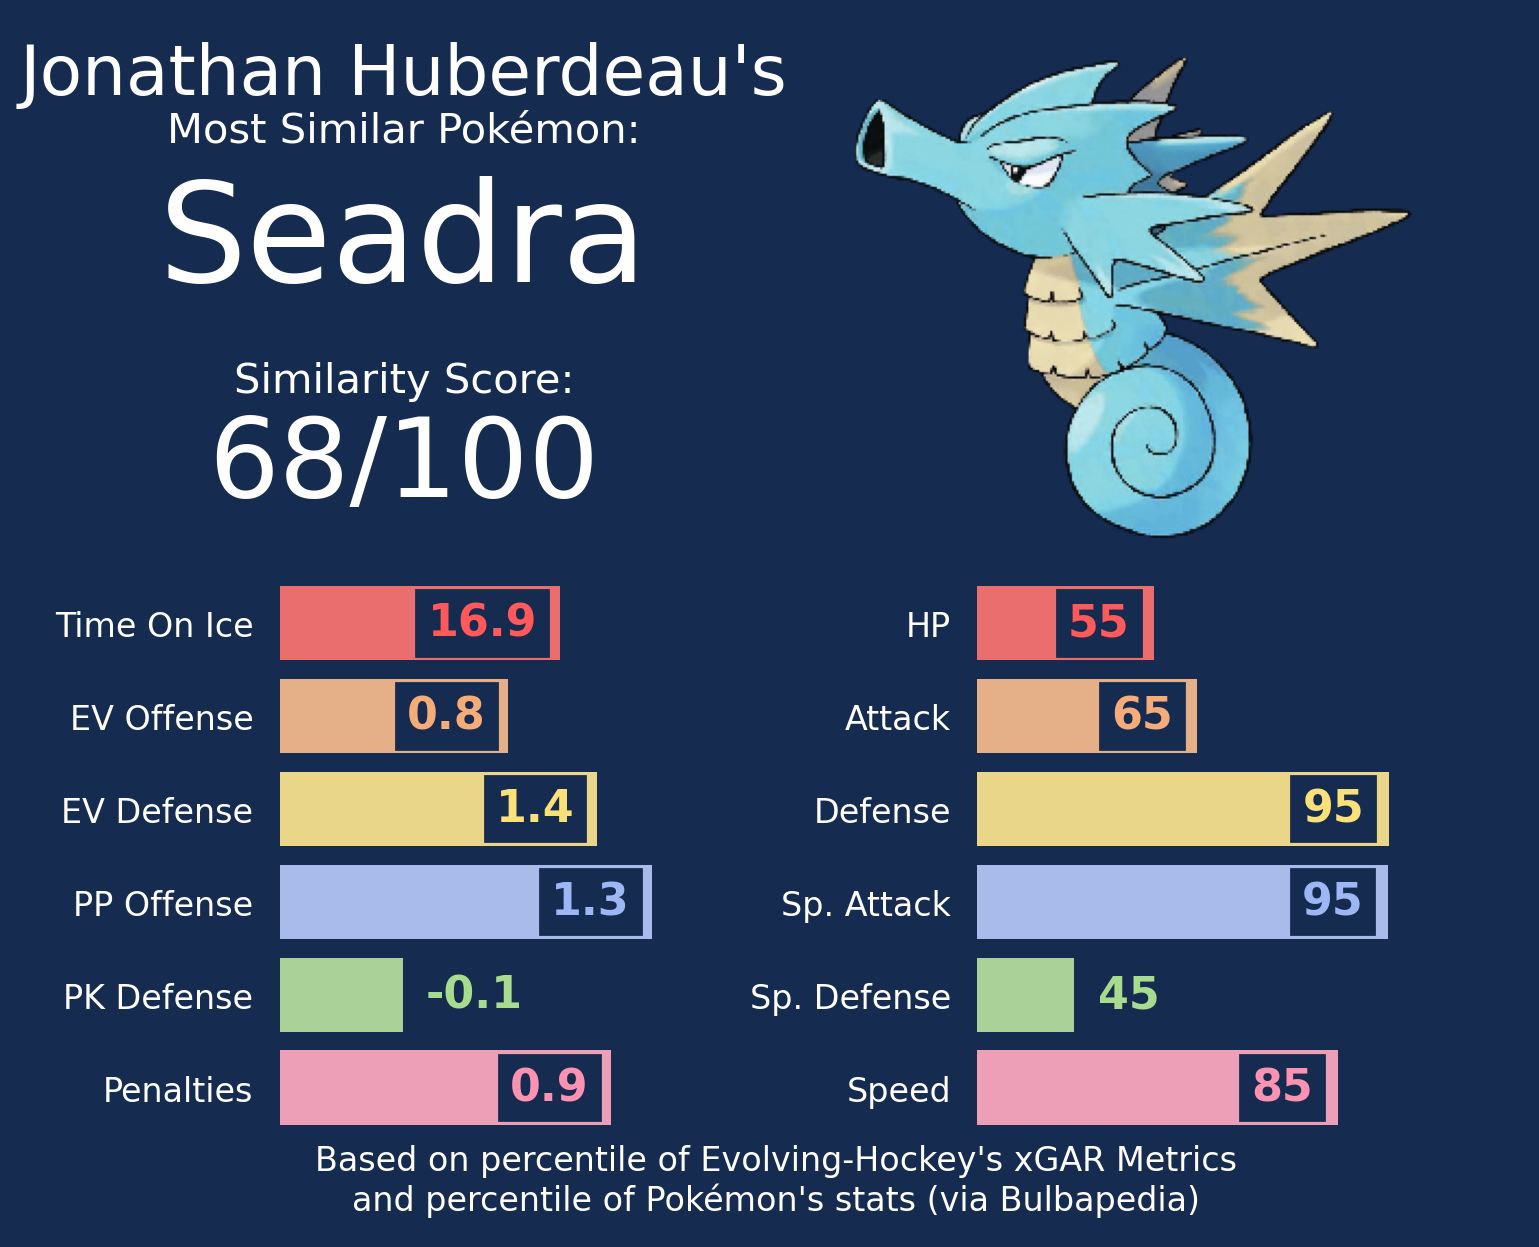 Jonathan Huberdeau's
Most Similar Pokémon:
Seadra
Similarity Score:
68/100
Time On Ice 16.9
EV Offense 0.8
EV Defense 1.4
PP Offense 1.3
PK Defense -0.1
Penalties 0.9
HP 55
Attack 65
Defense 95
Sp. Attack 95
Sp. Defense 45
Speed 85
Based on percentile of Evolving-Hockey's xGAR Metrics
and percentile of Pokémon's stats (via Bulbapedia)